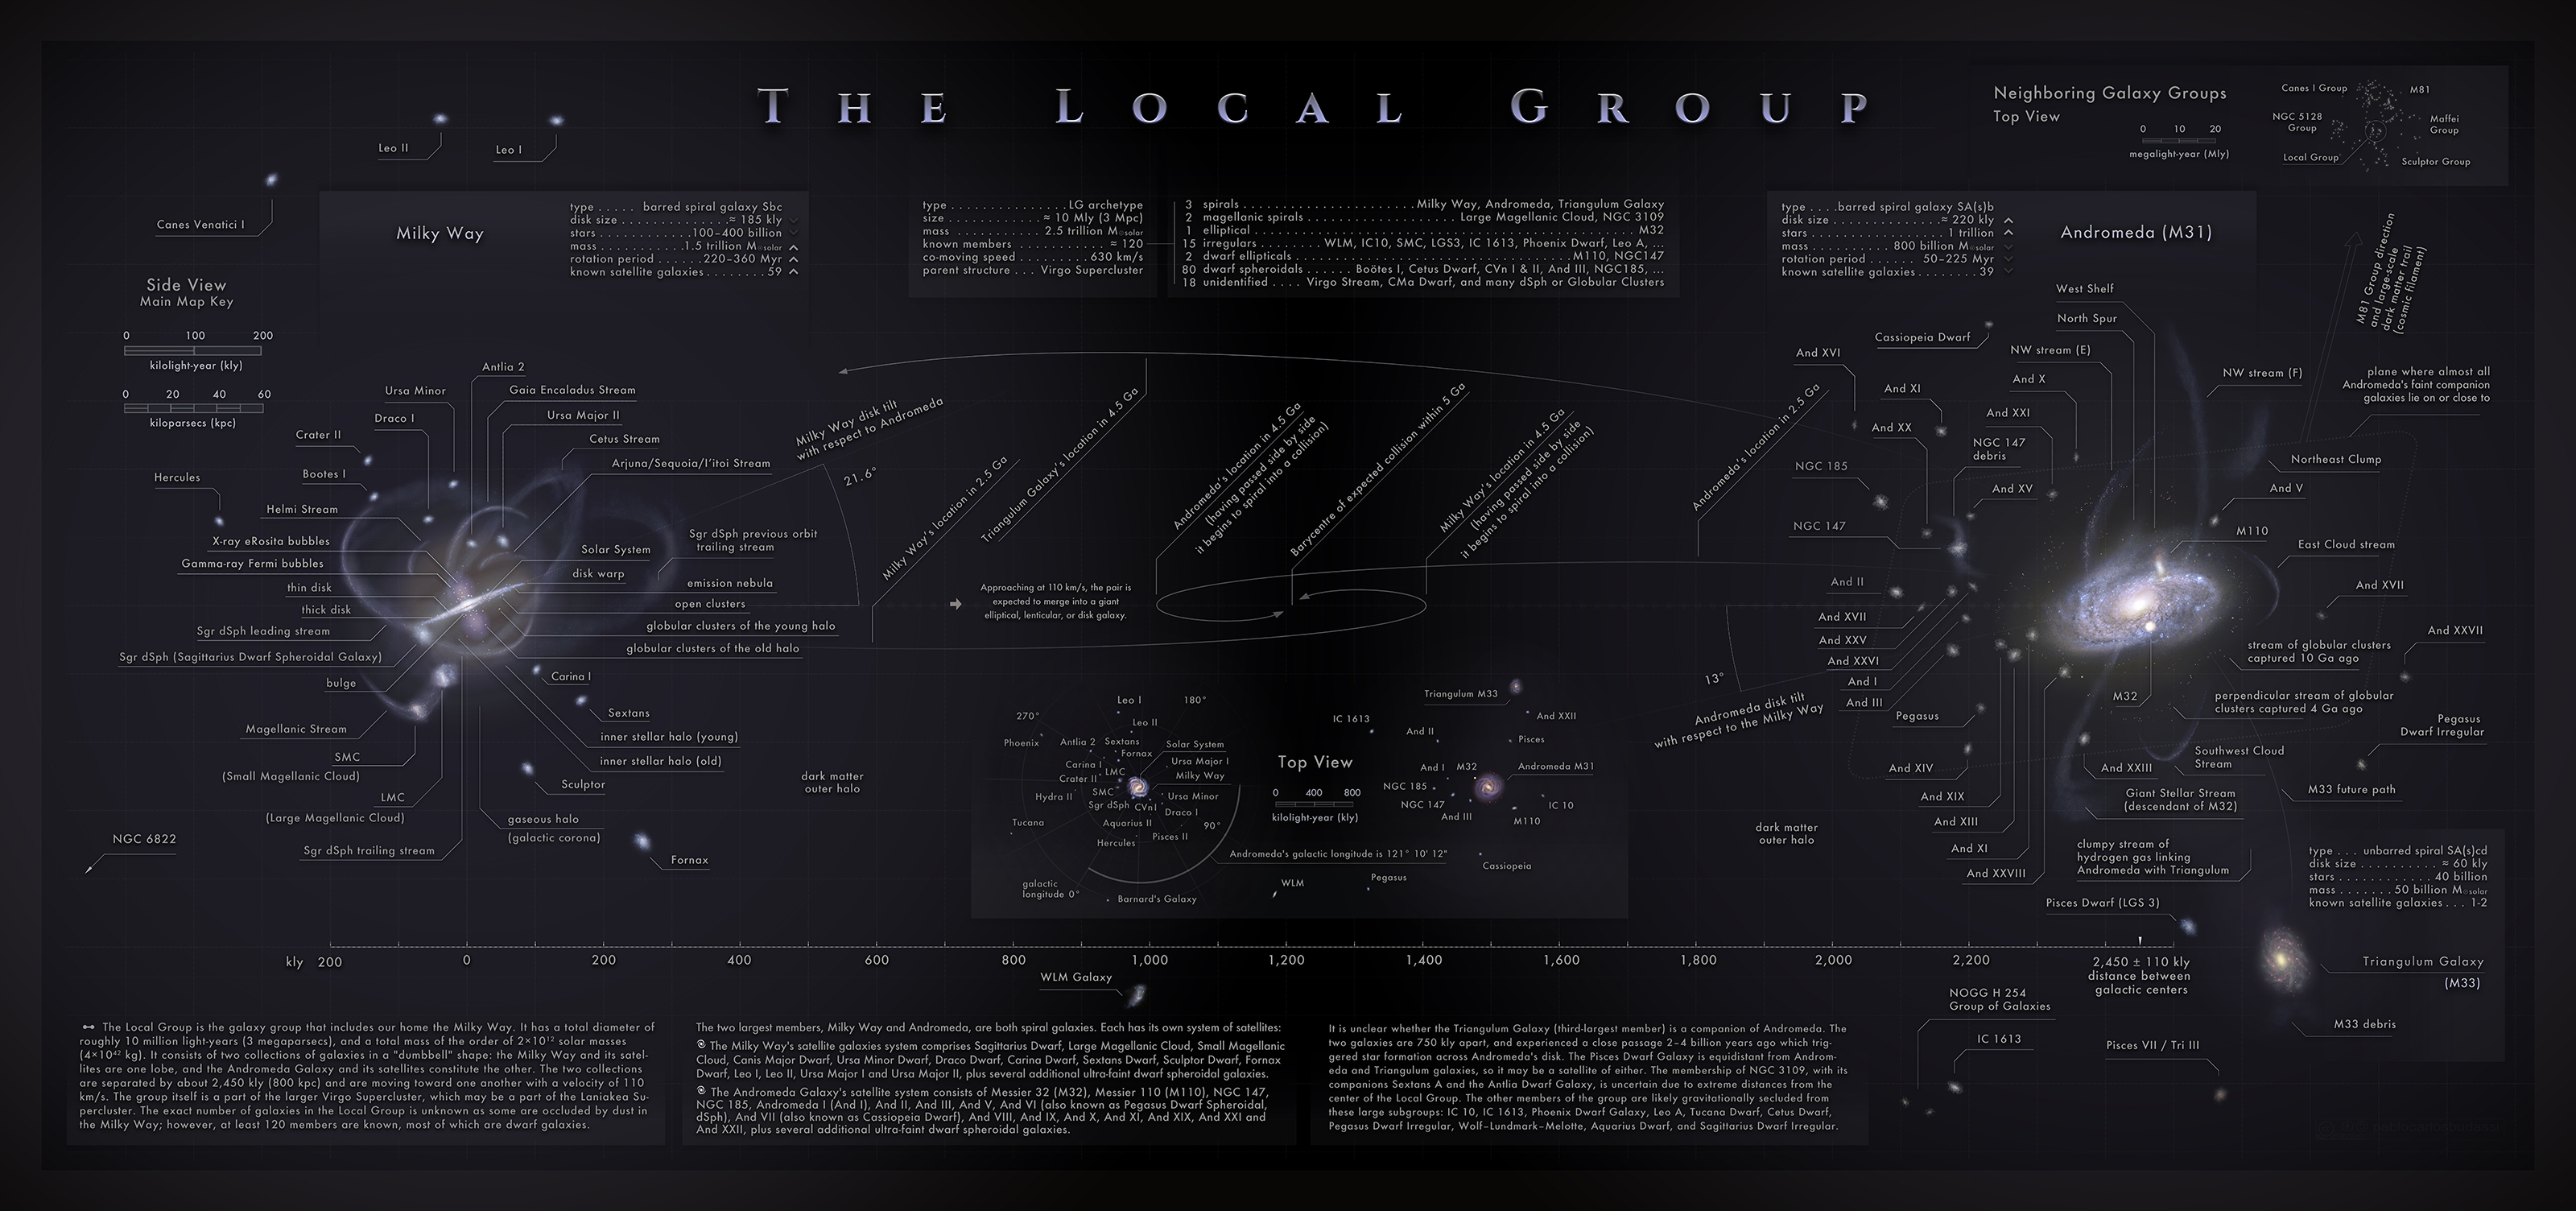 THE LOCAL GROUP
Neighboring Galaxy Groups
Top View
0 10 20
megalight-year (Mly)
Canes I Group
M81
NGC 5128
Group
Maffei
Group
Local Group
Sculptor Group
Leo II
Leo I
Canes Venatici I
Milky Way
type . . . . . barred spiral galaxy Sbc
disk size . . . . . . . . . . . . . . ≈ 185 kly
stars . . . . . . . . . . . 100–400 billion
mass . . . . . . . . . . 1.5 trillion M☉solar
rotation period . . . . . . 220–360 Myr
known satellite galaxies . . . . . . . . 59
type . . . . . . . . . . . . . . . LG archetype
size . . . . . . . . . . . ≈ 10 Mly (3 Mpc)
mass . . . . . . . . . . 2.5 trillion M☉solar
known members . . . . . . . . . . ≈ 120
co-moving speed . . . . . . . . 630 km/s
parent structure . . . Virgo Supercluster
3 spirals . . . . . . . . . . Milky Way, Andromeda, Triangulum Galaxy
2 magellanic spirals . . . . . . . . . . Large Magellanic Cloud, NGC 3109
1 elliptical . . . . . . . . . . M32
15 irregulars . . . . . . . . WLM, IC10, SMC, LGS3, IC 1613, Phoenix Dwarf, Leo A, ...
2 dwarf ellipticals . . . . . . . . . . M110, NGC147
80 dwarf spheroidals . . . . . . Boötes I, Cetus Dwarf, CVn I & II, And III, NGC185, ...
18 unidentified . . . . Virgo Stream, CMa Dwarf, and many dSph or Globular Clusters
type . . . . barred spiral galaxy SA(s)b
disk size . . . . . . . . . . . . . . ≈ 220 kly
stars . . . . . . . . . . . . . . . . 1 trillion
mass . . . . . . . . . . 800 billion M☉solar
rotation period . . . . . . 50–225 Myr
known satellite galaxies . . . . . . . . 39
Andromeda (M31)
M81 Group direction
and large-scale
dark matter trail
(cosmic filament)
Side View
Main Map Key
0 100 200
kilolight-year (kly)
0 20 40 60
kiloparsecs (kpc)
Antlia 2
Ursa Minor
Gaia Encaladus Stream
Draco I
Ursa Major II
Crater II
Cetus Stream
Bootes I
Arjuna/Sequoia/I'itoi Stream
Hercules
Helmi Stream
X-ray eRosita bubbles
Gamma-ray Fermi bubbles
thin disk
thick disk
Sgr dSph leading stream
Sgr dSph (Sagittarius Dwarf Spheroidal Galaxy)
bulge
Magellanic Stream
SMC
(Small Magellanic Cloud)
LMC
(Large Magellanic Cloud)
Sgr dSph trailing stream
NGC 6822
Sgr dSph previous orbit
trailing stream
Solar System
disk warp
emission nebula
open clusters
globular clusters of the young halo
globular clusters of the old halo
Carina I
Sextans
inner stellar halo (young)
inner stellar halo (old)
Sculptor
gaseous halo
(galactic corona)
Fornax
dark matter
outer halo
Milky Way disk tilt
with respect to Andromeda
21.6°
Milky Way's location in 2.5 Ga
Triangulum Galaxy's location in 4.5 Ga
Andromeda's location in 4.5 Ga
(having passed side by side
it begins to spiral into a collision)
Barycentre of expected collision within 5 Ga
Milky Way's location in 4.5 Ga
(having passed side by side
it begins to spiral into a collision)
Andromeda's location in 2.5 Ga
Approaching at 110 km/s, the pair is
expected to merge into a giant
elliptical, lenticular, or disk galaxy.
13°
Andromeda disk tilt
with respect to the Milky Way
Top View
0 400 800
kilolight-year (kly)
270°
180°
90°
galactic
longitude 0°
Leo I
Leo II
Phoenix
Antlia 2
Sextans
Fornax
Solar System
Carina I
LMC
Ursa Major I
Crater II
Milky Way
SMC
Hydra II
Ursa Minor
Sgr dSph
CVnI
Draco I
Tucana
Aquarius II
Pisces II
Hercules
Barnard's Galaxy
Andromeda's galactic longitude is 121° 10' 12"
WLM
Pegasus
Cassiopeia
Triangulum M33
IC 1613
And XXII
And II
Pisces
And I
M32
Andromeda M31
NGC 185
NGC 147
IC 10
And III
M110
West Shelf
North Spur
Cassiopeia Dwarf
NW stream (E)
And XVI
And X
NW stream (F)
plane where almost all
Andromeda's faint companion
galaxies lie on or close to
And XI
And XXI
And XX
NGC 147
debris
NGC 185
And XV
Northeast Clump
And V
NGC 147
M110
East Cloud stream
And II
And XVII
And XVII
And XXV
And XXVI
And I
And III
Pegasus
And XXVII
stream of globular clusters
captured 10 Ga ago
M32
perpendicular stream of globular
clusters captured 4 Ga ago
Pegasus
Dwarf Irregular
Southwest Cloud
Stream
And XIV
And XXIII
M33 future path
And XIX
Giant Stellar Stream
(descendant of M32)
And XIII
And XI
And XXVIII
dark matter
outer halo
clumpy stream of
hydrogen gas linking
Andromeda with Triangulum
Pisces Dwarf (LGS 3)
type . . . unbarred spiral SA(s)cd
disk size . . . . . . . . . . ≈ 60 kly
stars . . . . . . . . . . . . 40 billion
mass . . . . . . . 50 billion M☉solar
known satellite galaxies . . . 1-2
Triangulum Galaxy
(M33)
M33 debris
kly 200 0 200 400 600 800 1,000 1,200 1,400 1,600 1,800 2,000 2,200
2,450 ± 110 kly
distance between
galactic centers
WLM Galaxy
NOGG H 254
Group of Galaxies
IC 1613
Pisces VII / Tri III
The Local Group is the galaxy group that includes our home the Milky Way. It has a total diameter of
roughly 10 million light-years (3 megaparsecs), and a total mass of the order of 2×10¹² solar masses
(4×10⁴² kg). It consists of two collections of galaxies in a "dumbbell" shape: the Milky Way and its satel-
lites are one lobe, and the Andromeda Galaxy and its satellites constitute the other. The two collections
are separated by about 2,450 kly (800 kpc) and are moving toward one another with a velocity of 110
km/s. The group itself is a part of the larger Virgo Supercluster, which may be a part of the Laniakea Su-
percluster. The exact number of galaxies in the Local Group is unknown as some are occluded by dust in
the Milky Way; however, at least 120 members are known, most of which are dwarf galaxies.
The two largest members, Milky Way and Andromeda, are both spiral galaxies. Each has its own system of satellites:
The Milky Way's satellite galaxies system comprises Sagittarius Dwarf, Large Magellanic Cloud, Small Magellanic
Cloud, Canis Major Dwarf, Ursa Minor Dwarf, Draco Dwarf, Carina Dwarf, Sextans Dwarf, Sculptor Dwarf, Fornax
Dwarf, Leo I, Leo II, Ursa Major I and Ursa Major II, plus several additional ultra-faint dwarf spheroidal galaxies.
The Andromeda Galaxy's satellite system consists of Messier 32 (M32), Messier 110 (M110), NGC 147,
NGC 185, Andromeda I (And I), And II, And III, And V, And VI (also known as Pegasus Dwarf Spheroidal,
dSph), And VII (also known as Cassiopeia Dwarf), And VIII, And IX, And X, And XI, And XIX, And XXI and
And XXII, plus several additional ultra-faint dwarf spheroidal galaxies.
It is unclear whether the Triangulum Galaxy (third-largest member) is a companion of Andromeda. The
two galaxies are 750 kly apart, and experienced a close passage 2–4 billion years ago which trig-
gered star formation across Andromeda's disk. The Pisces Dwarf Galaxy is equidistant from Androm-
eda and Triangulum galaxies, so it may be a satellite of either. The membership of NGC 3109, with its
companions Sextans A and the Antlia Dwarf Galaxy, is uncertain due to extreme distances from the
center of the Local Group. The other members of the group are likely gravitationally secluded from
these large subgroups: IC 10, IC 1613, Phoenix Dwarf Galaxy, Leo A, Tucana Dwarf, Cetus Dwarf,
Pegasus Dwarf Irregular, Wolf–Lundmark–Melotte, Aquarius Dwarf, and Sagittarius Dwarf Irregular.